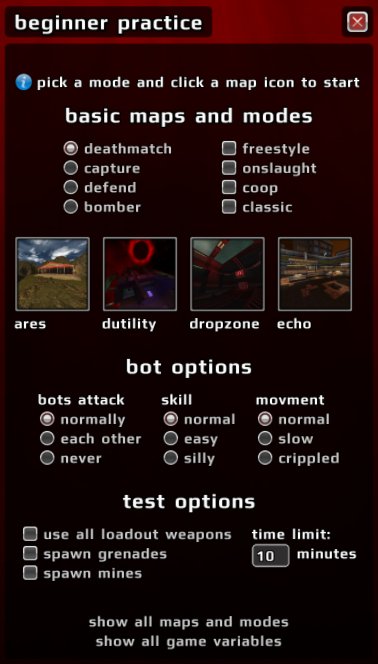 beginner practice
pick a mode and click a map icon to start
basic maps and modes
deathmatch freestyle
capture onslaught
defend coop
bomber classic
ares dutility dropzone echo
bot options
bots attack skill movment
normally normal normal
each other easy slow
never silly crippled
test options
use all loadout weapons time limit:
spawn grenades 10 minutes
spawn mines
show all maps and modes
show all game variables